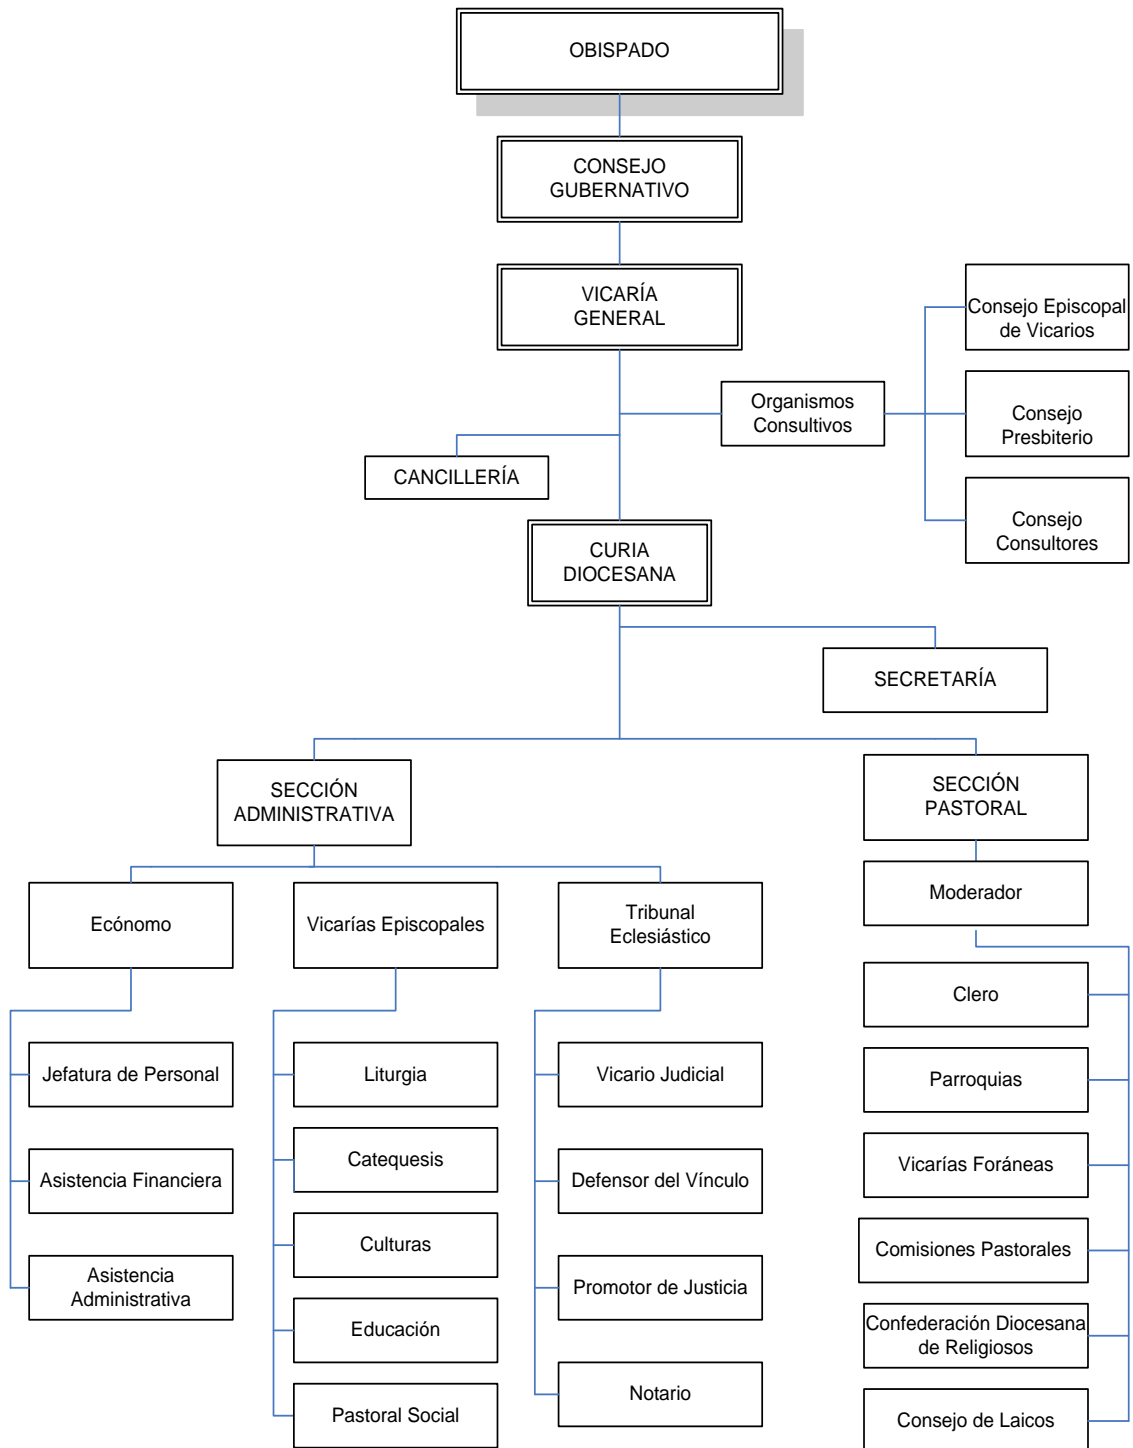 OBISPADO
CONSEJO
GUBERNATIVO
VICARÍA
GENERAL
Consejo Episcopal
de Vicarios
Organismos
Consultivos
Consejo
Presbiterio
CANCILLERÍA
Consejo
Consultores
CURIA
DIOCESANA
SECRETARÍA
SECCIÓN
ADMINISTRATIVA
SECCIÓN
PASTORAL
Ecónomo
Vicarías Episcopales
Tribunal
Eclesiástico
Moderador
Jefatura de Personal
Asistencia Financiera
Asistencia
Administrativa
Liturgia
Catequesis
Culturas
Educación
Pastoral Social
Vicario Judicial
Defensor del Vínculo
Promotor de Justicia
Notario
Clero
Parroquias
Vicarías Foráneas
Comisiones Pastorales
Confederación Diocesana
de Religiosos
Consejo de Laicos